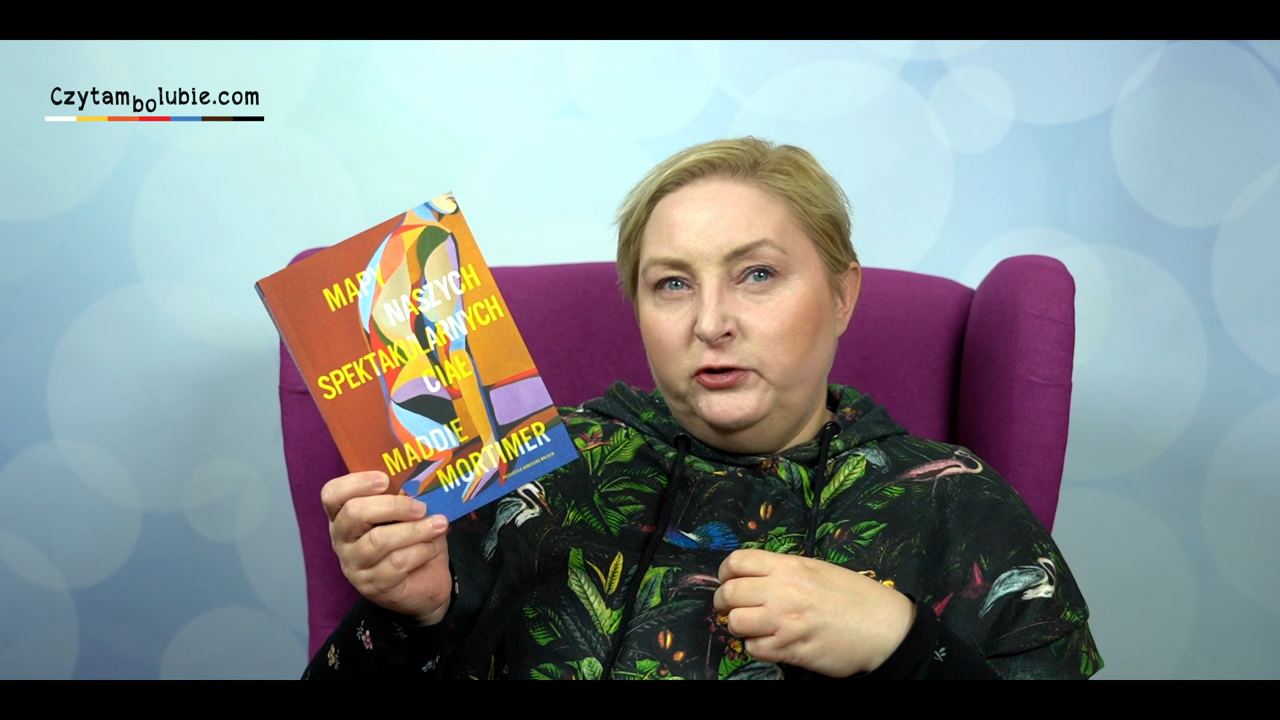 Czytambolubie.com
MAPY
NASZYCH
SPEKTAKULARNYCH
CIAŁ
MADDIE
MORTIMER